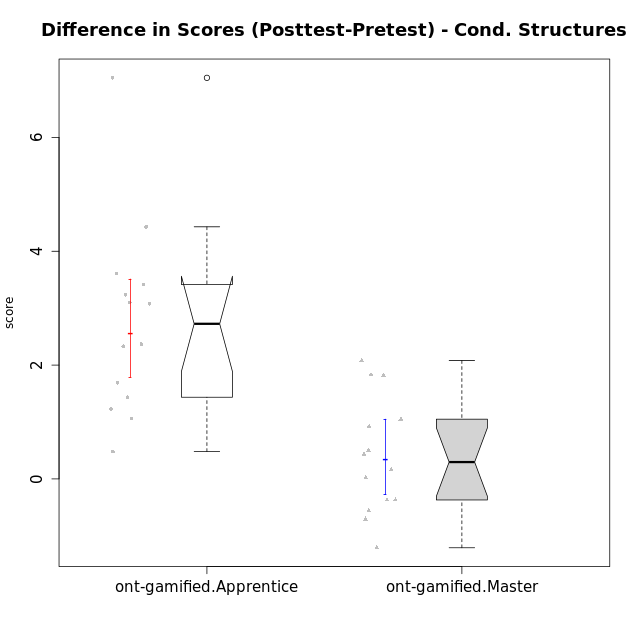 Difference in Scores (Posttest-Pretest) - Cond. Structures
score
6
4
2
0
ont-gamified.Apprentice
ont-gamified.Master